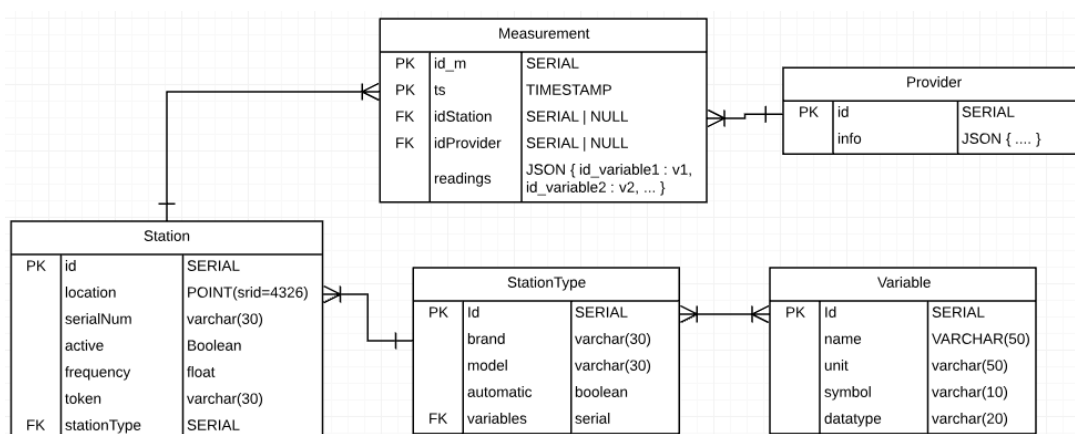 Measurement
PK id_m SERIAL
PK ts TIMESTAMP
FK idStation SERIAL | NULL
FK idProvider SERIAL | NULL
readings JSON { id_variable1 : v1,
id_variable2 : v2, ... }
Provider
PK id SERIAL
info JSON { .... }
Station
PK id SERIAL
location POINT(srid=4326)
serialNum varchar(30)
active Boolean
frequency float
token varchar(30)
FK stationType SERIAL
StationType
PK Id SERIAL
brand varchar(30)
model varchar(30)
automatic boolean
FK variables serial
Variable
PK Id SERIAL
name VARCHAR(50)
unit varchar(50)
symbol varchar(10)
datatype varchar(20)